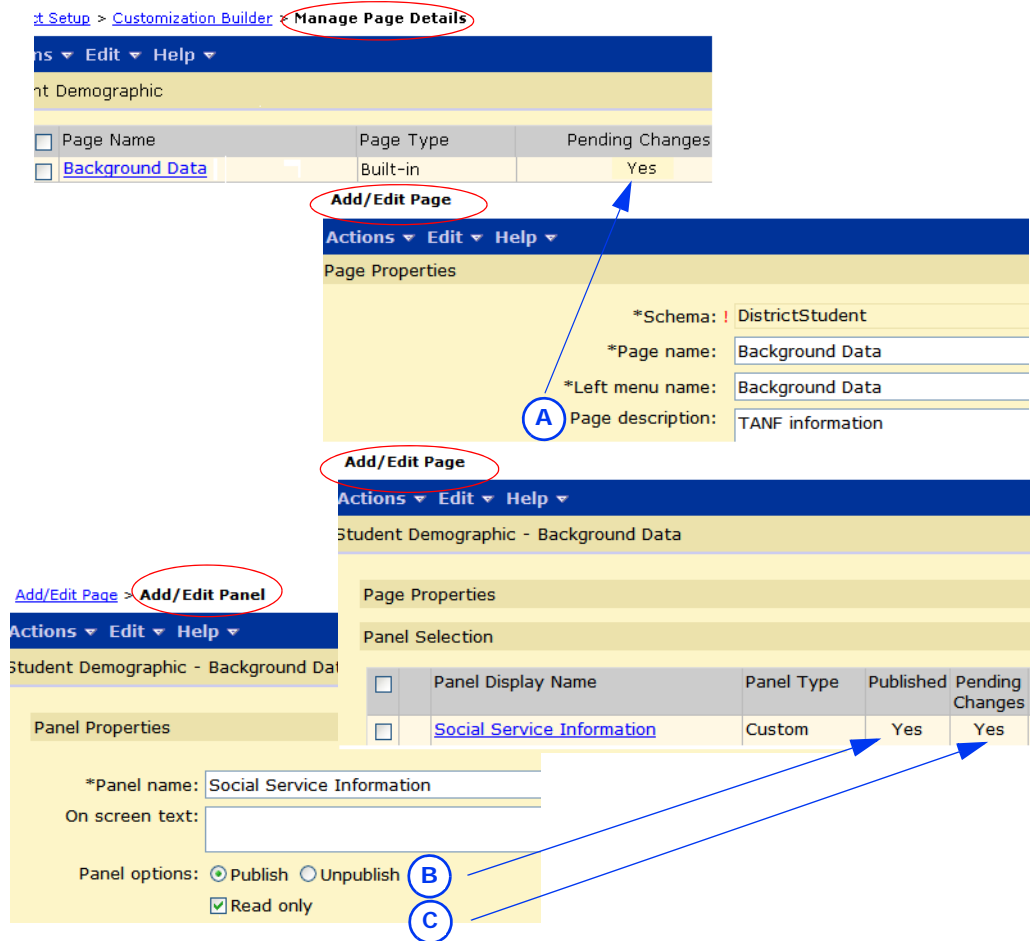 ct Setup > Customization Builder > Manage Page Details
ns Edit Help
nt Demographic
Page Name Page Type Pending Changes
Background Data Built-in Yes
Add/Edit Page
Actions Edit Help
Page Properties
*Schema: ! DistrictStudent
*Page name: Background Data
*Left menu name: Background Data
A Page description: TANF information
Add/Edit Page
Actions Edit Help
Student Demographic - Background Data
Page Properties
Panel Selection
Panel Display Name Panel Type Published Pending Changes
Social Service Information Custom Yes Yes
Add/Edit Page > Add/Edit Panel
Actions Edit Help
Student Demographic - Background Dat
Panel Properties
*Panel name: Social Service Information
On screen text:
Panel options: Publish Unpublish B
Read only
C